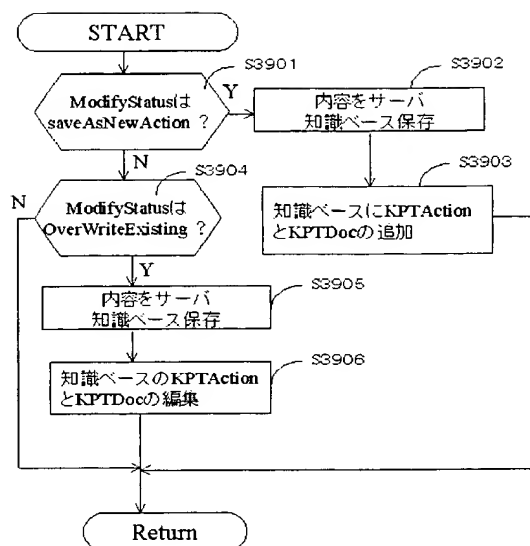 START
S3901
ModifyStatusは
saveAsNewAction ?
Y
S3902
内容をサーバ
知識ベース保存
N
S3903
知識ベースにKPTAction
とKPTDocの追加
S3904
N
ModifyStatusは
OverWriteExisting ?
Y
S3905
内容をサーバ
知識ベース保存
S3906
知識ベースのKPTAction
とKPTDocの編集
Return